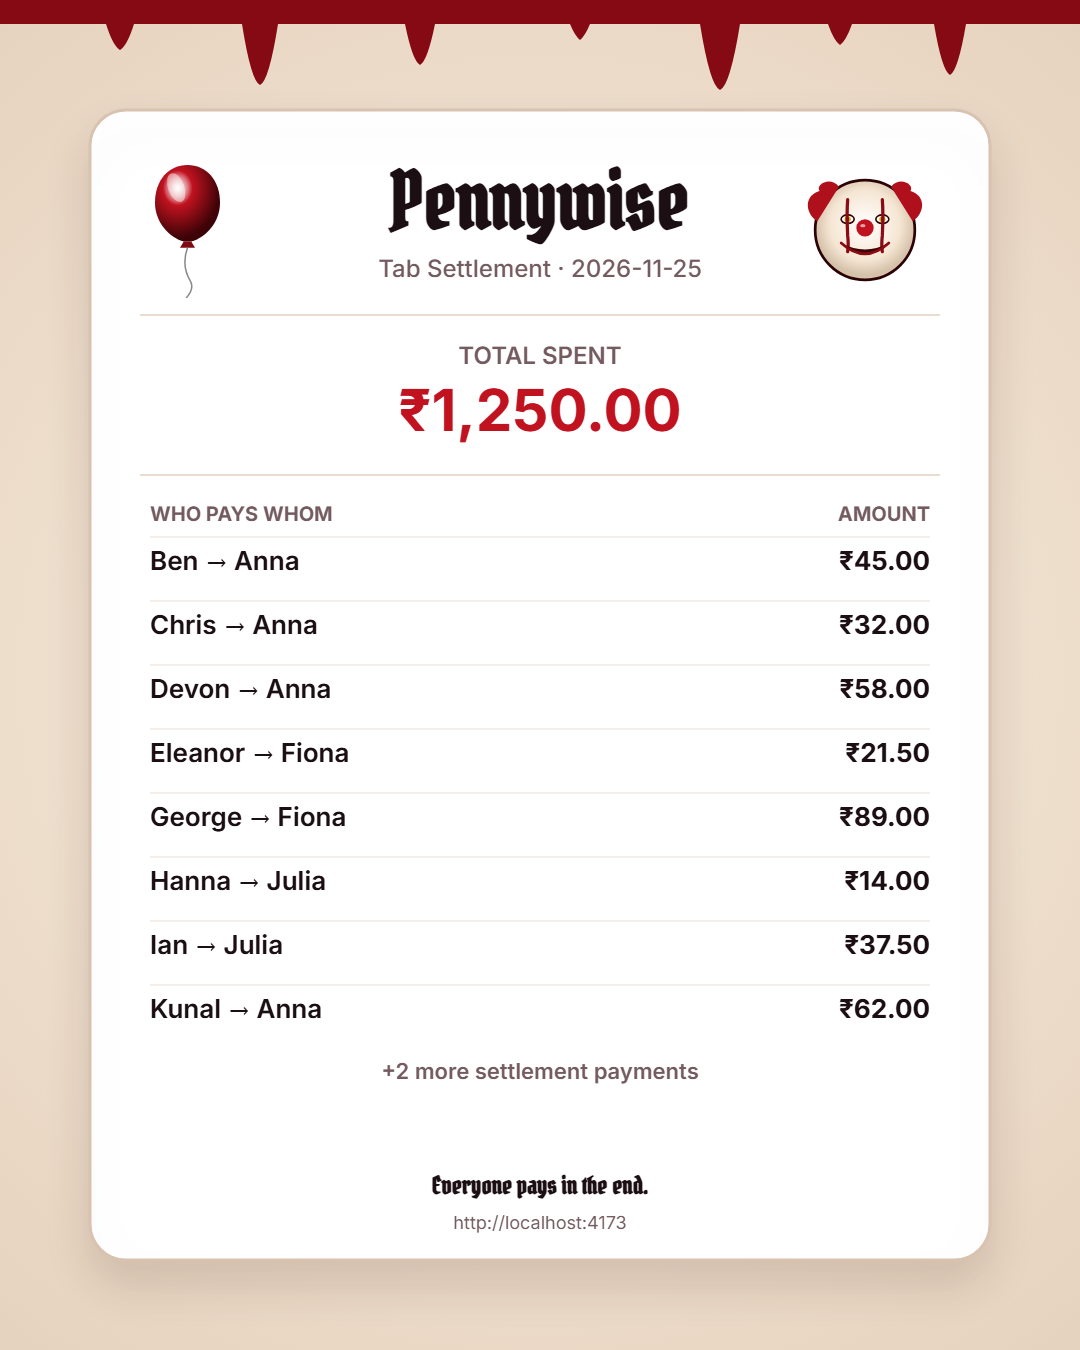 Pennywise
Tab Settlement · 2026-11-25
TOTAL SPENT
₹1,250.00
WHO PAYS WHOM AMOUNT
Ben → Anna ₹45.00
Chris → Anna ₹32.00
Devon → Anna ₹58.00
Eleanor → Fiona ₹21.50
George → Fiona ₹89.00
Hanna → Julia ₹14.00
Ian → Julia ₹37.50
Kunal → Anna ₹62.00
+2 more settlement payments
Everyone pays in the end.
http://localhost:4173